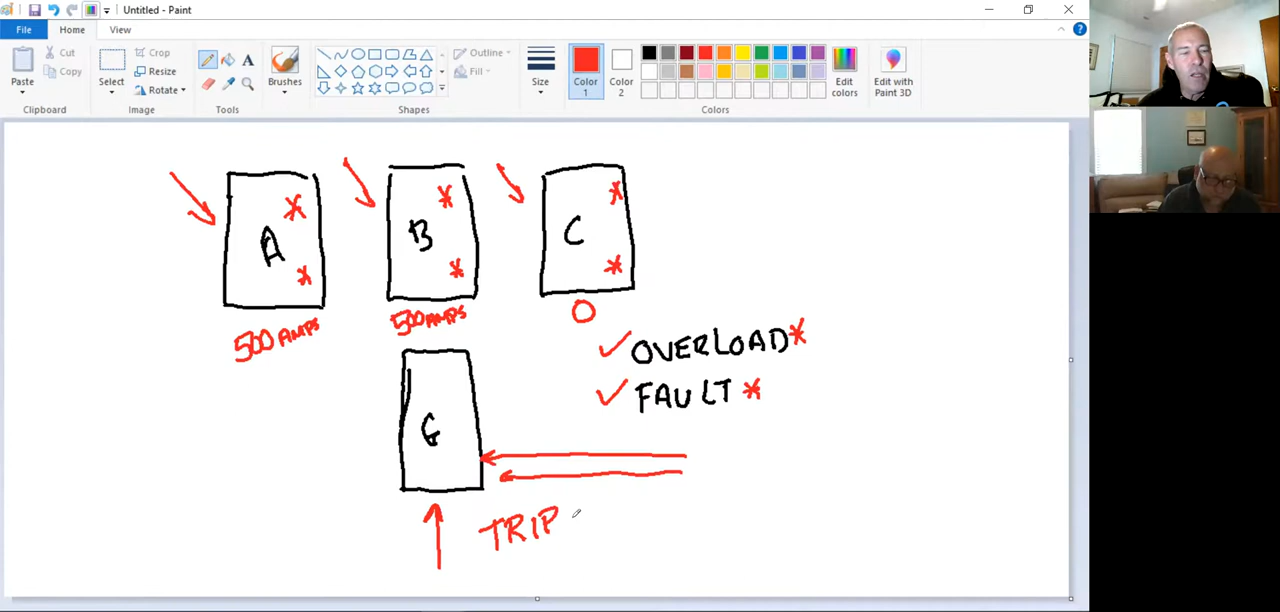 Untitled - Paint
File Home View
Paste
Cut
Copy
Clipboard
Select
Crop
Resize
Rotate
Image
A
Tools
Brushes
Shapes
Outline
Fill
Size
Color 1
Color 2
Colors
Edit colors
Edit with Paint 3D
A * *
B * *
C * *
500 AMPS
500 AMPS
0
✓ OVERLOAD *
✓ FAULT *
G
TRIP